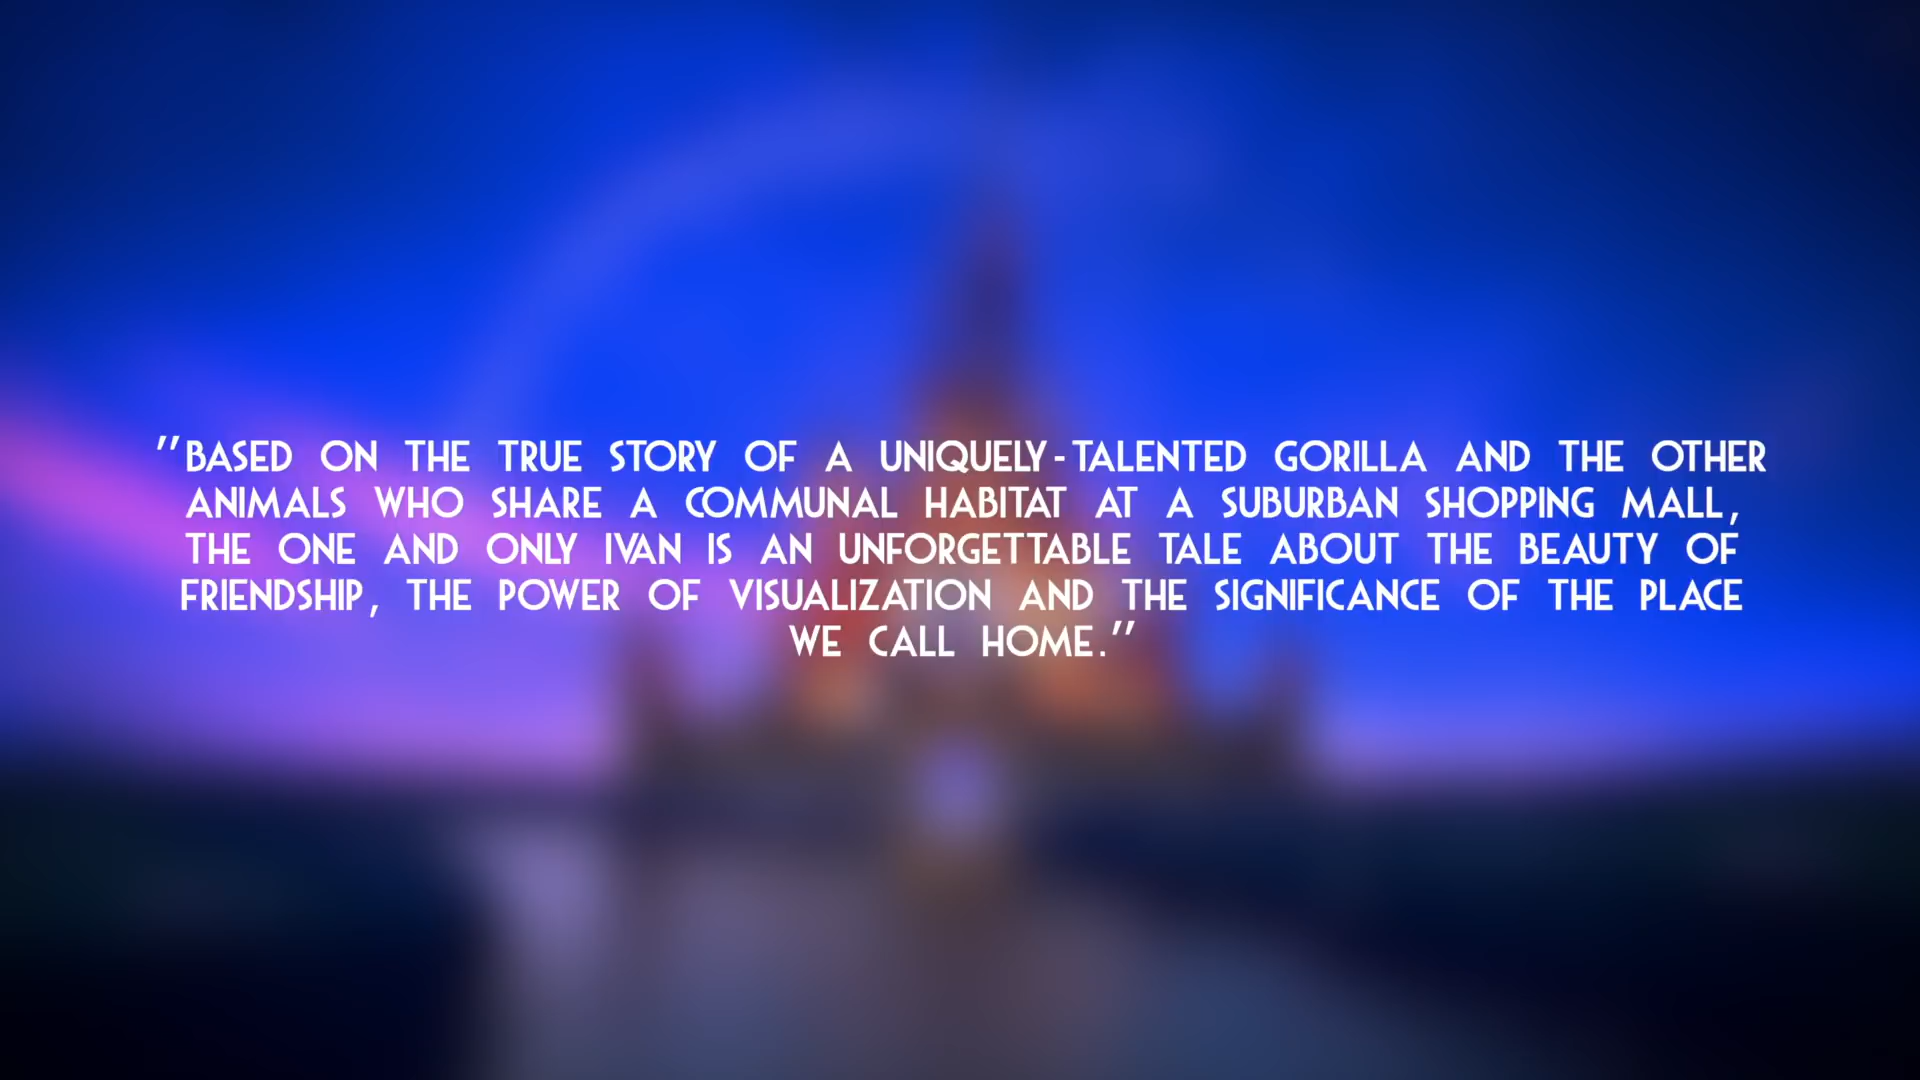 "BASED ON THE TRUE STORY OF A UNIQUELY-TALENTED GORILLA AND THE OTHER
ANIMALS WHO SHARE A COMMUNAL HABITAT AT A SUBURBAN SHOPPING MALL,
THE ONE AND ONLY IVAN IS AN UNFORGETTABLE TALE ABOUT THE BEAUTY OF
FRIENDSHIP, THE POWER OF VISUALIZATION AND THE SIGNIFICANCE OF THE PLACE
WE CALL HOME."